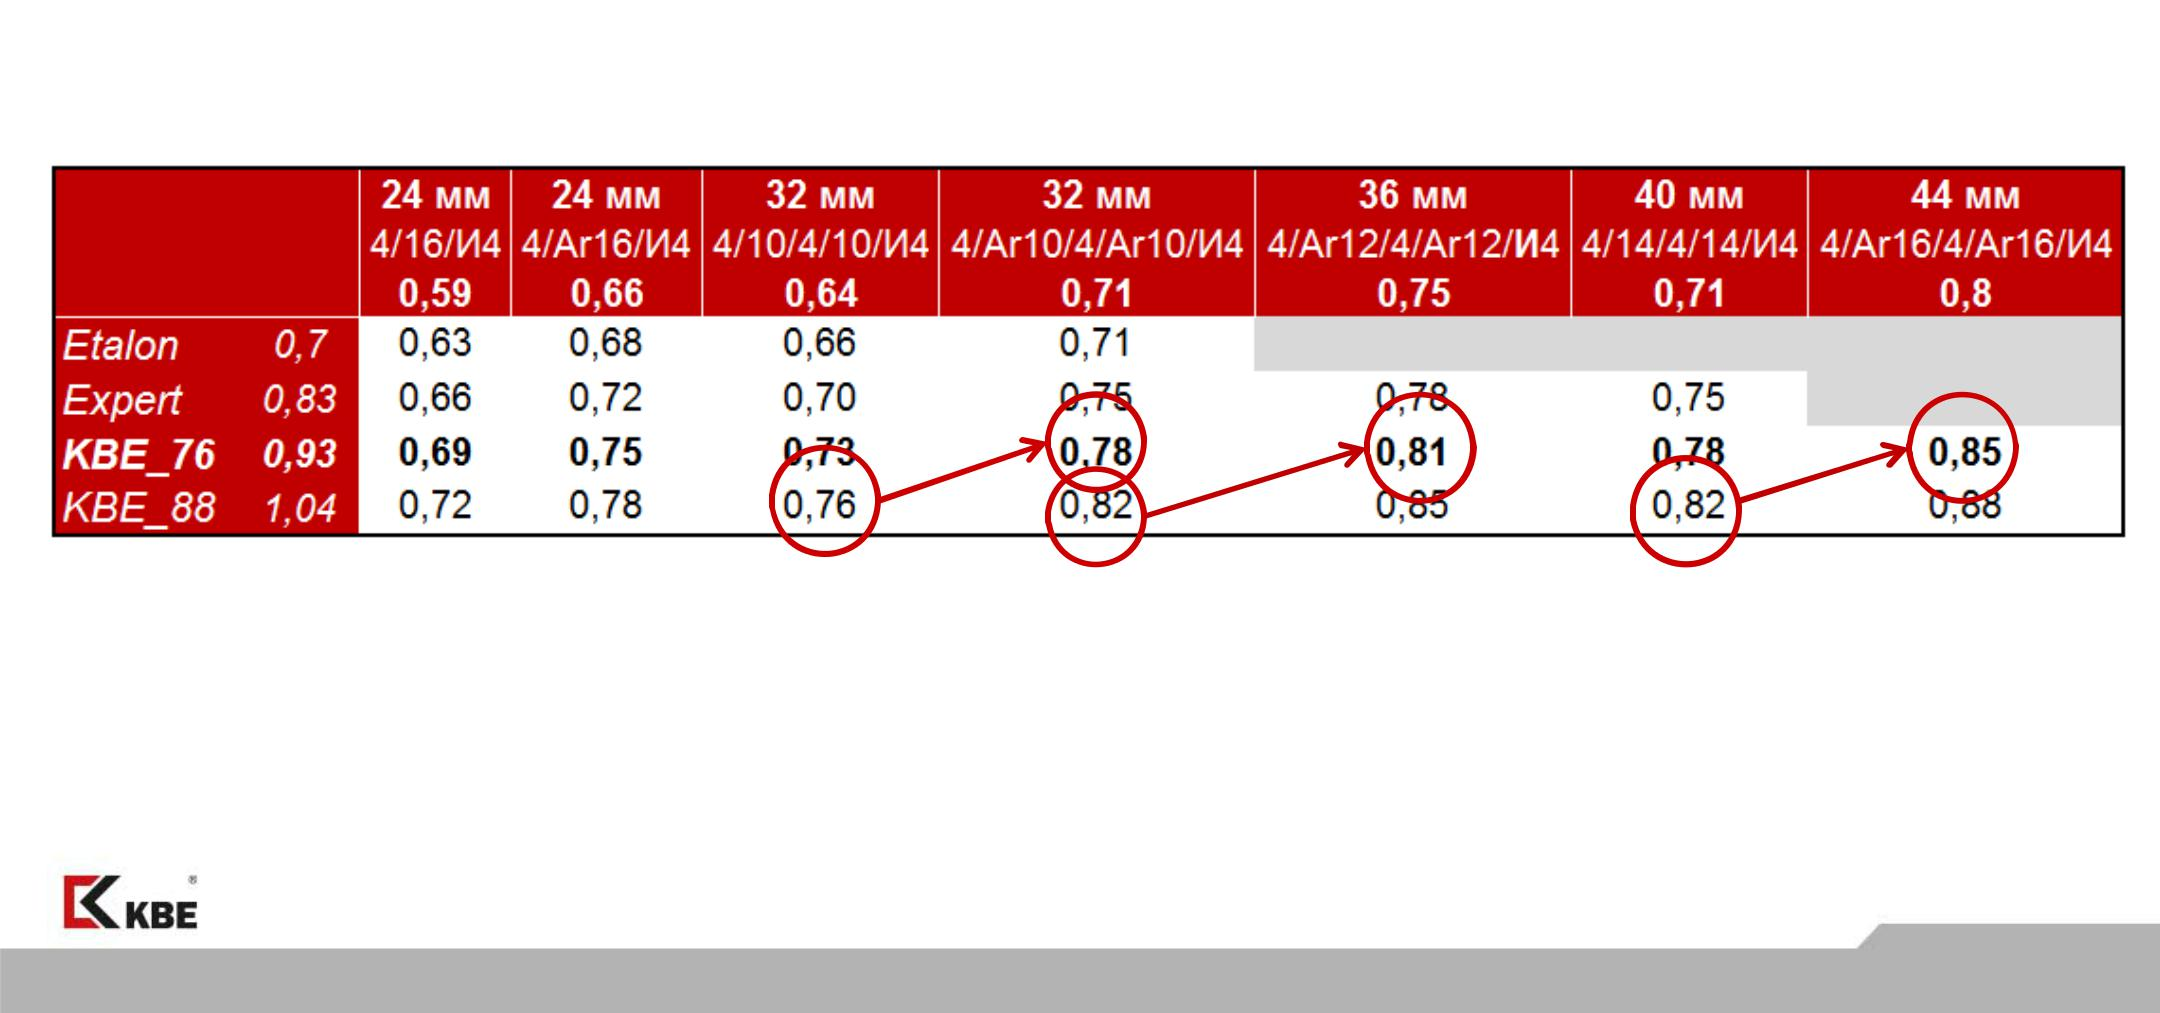 24 мм 24 мм 32 мм 32 мм 36 мм 40 мм 44 мм
4/16/И4 4/Ar16/И4 4/10/4/10/И4 4/Ar10/4/Ar10/И4 4/Ar12/4/Ar12/И4 4/14/4/14/И4 4/Ar16/4/Ar16/И4
0,59 0,66 0,64 0,71 0,75 0,71 0,8
Etalon 0,7 0,63 0,68 0,66 0,71
Expert 0,83 0,66 0,72 0,70 0,75 0,78 0,75
KBE_76 0,93 0,69 0,75 0,73 0,78 0,81 0,78 0,85
KBE_88 1,04 0,72 0,78 0,76 0,82 0,85 0,82 0,88
KBE ®